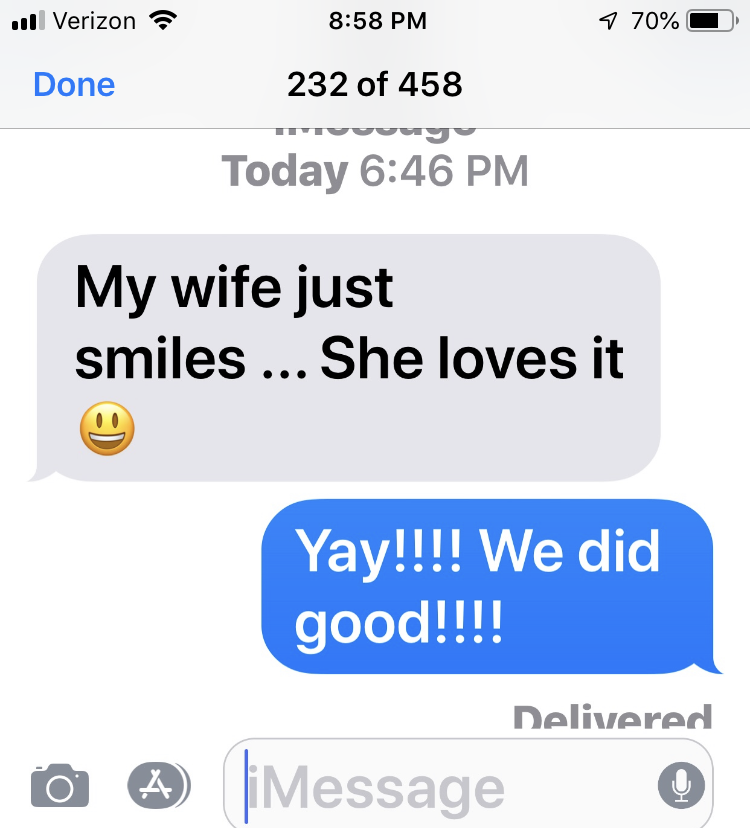 Verizon 8:58 PM 70%
Done 232 of 458
iMessage
Today 6:46 PM
My wife just
smiles ... She loves it
😃
Yay!!!! We did
good!!!!
Delivered
iMessage